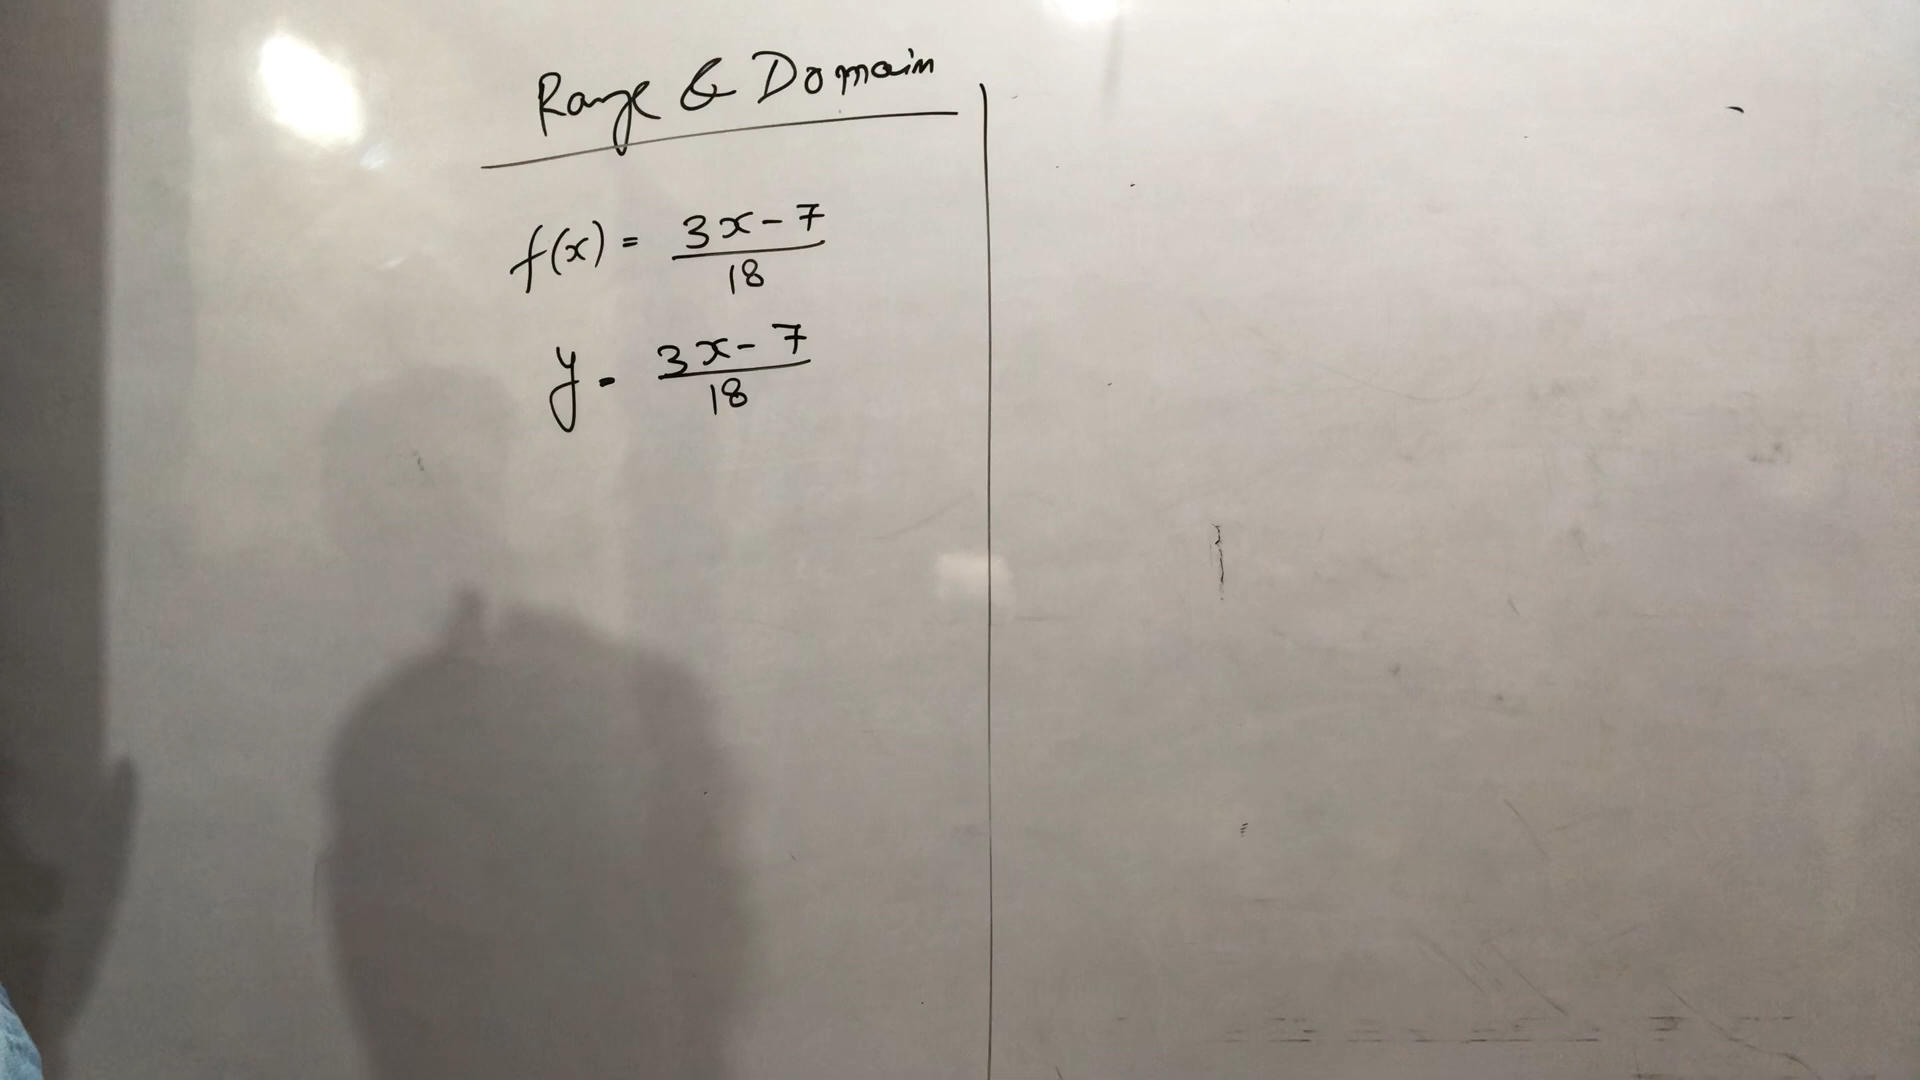 Range & Domain
f(x) = 3x-7/18
y = 3x-7/18